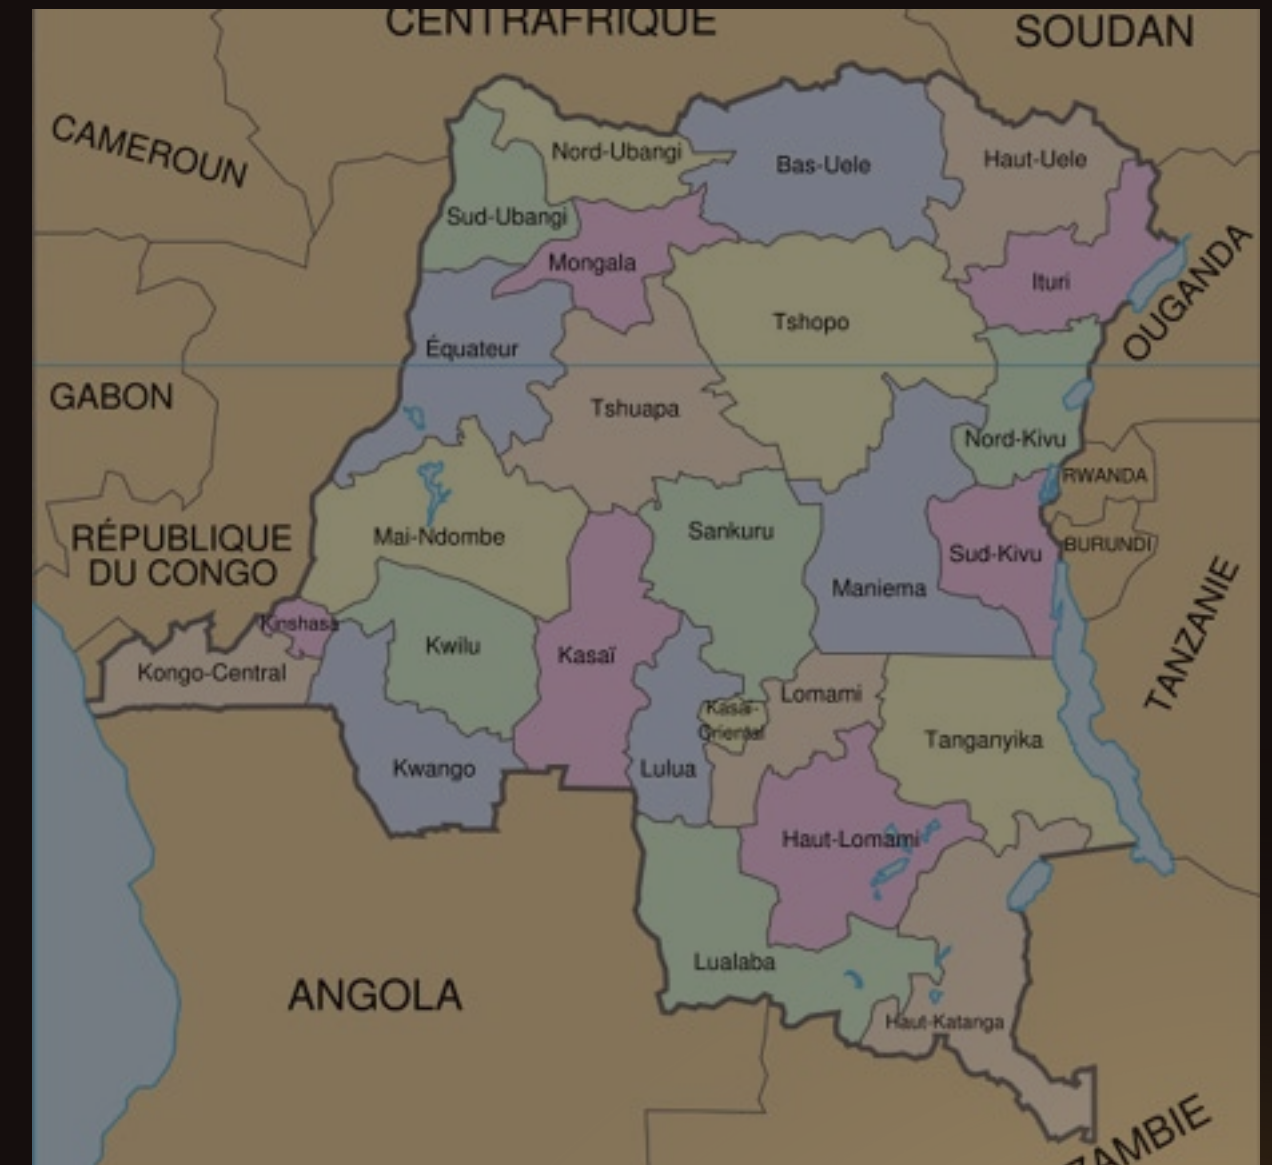 CENTRAFRIQUE
SOUDAN
CAMEROUN
Nord-Ubangi
Bas-Uele
Haut-Uele
Sud-Ubangi
Mongala
Ituri
OUGANDA
Tshopo
Équateur
GABON
Tshuapa
Nord-Kivu
RWANDA
RÉPUBLIQUE
DU CONGO
Mai-Ndombe
Sankuru
Sud-Kivu
BURUNDI
Maniema
TANZANIE
Kinshasa
Kongo-Central
Kwilu
Kasaï
Lomami
Kasaï-
Oriental
Tanganyika
Kwango
Lulua
Haut-Lomami
Lualaba
ANGOLA
Haut-Katanga
ZAMBIE